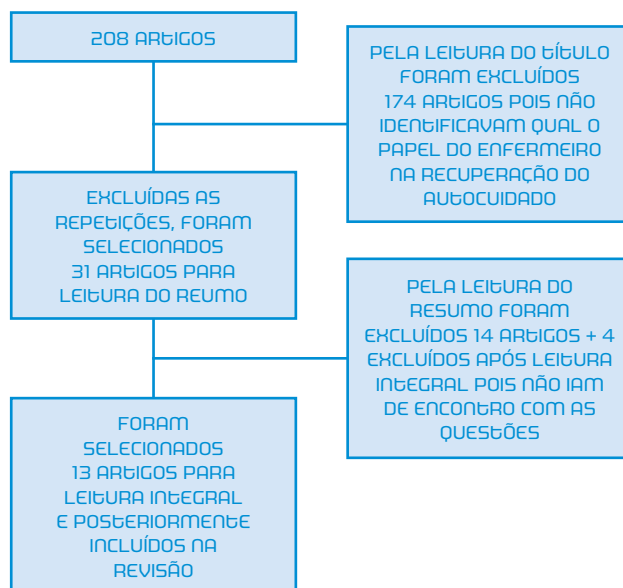 208 ARTIGOS
PELA LEITURA DO TÍTULO
FORAM EXCLUÍDOS
174 ARTIGOS POIS NÃO
IDENTIFICAVAM QUAL O
PAPEL DO ENFERMEIRO
NA RECUPERAÇÃO DO
AUTOCUIDADO
EXCLUÍDAS AS
REPETIÇÕES, FORAM
SELECIONADOS
31 ARTIGOS PARA
LEITURA DO REUMO
PELA LEITURA DO
RESUMO FORAM
EXCLUÍDOS 14 ARTIGOS + 4
EXCLUÍDOS APÓS LEITURA
INTEGRAL POIS NÃO IAM
DE ENCONTRO COM AS
QUESTÕES
FORAM
SELECIONADOS
13 ARTIGOS PARA
LEITURA INTEGRAL
E POSTERIORMENTE
INCLUÍDOS NA
REVISÃO